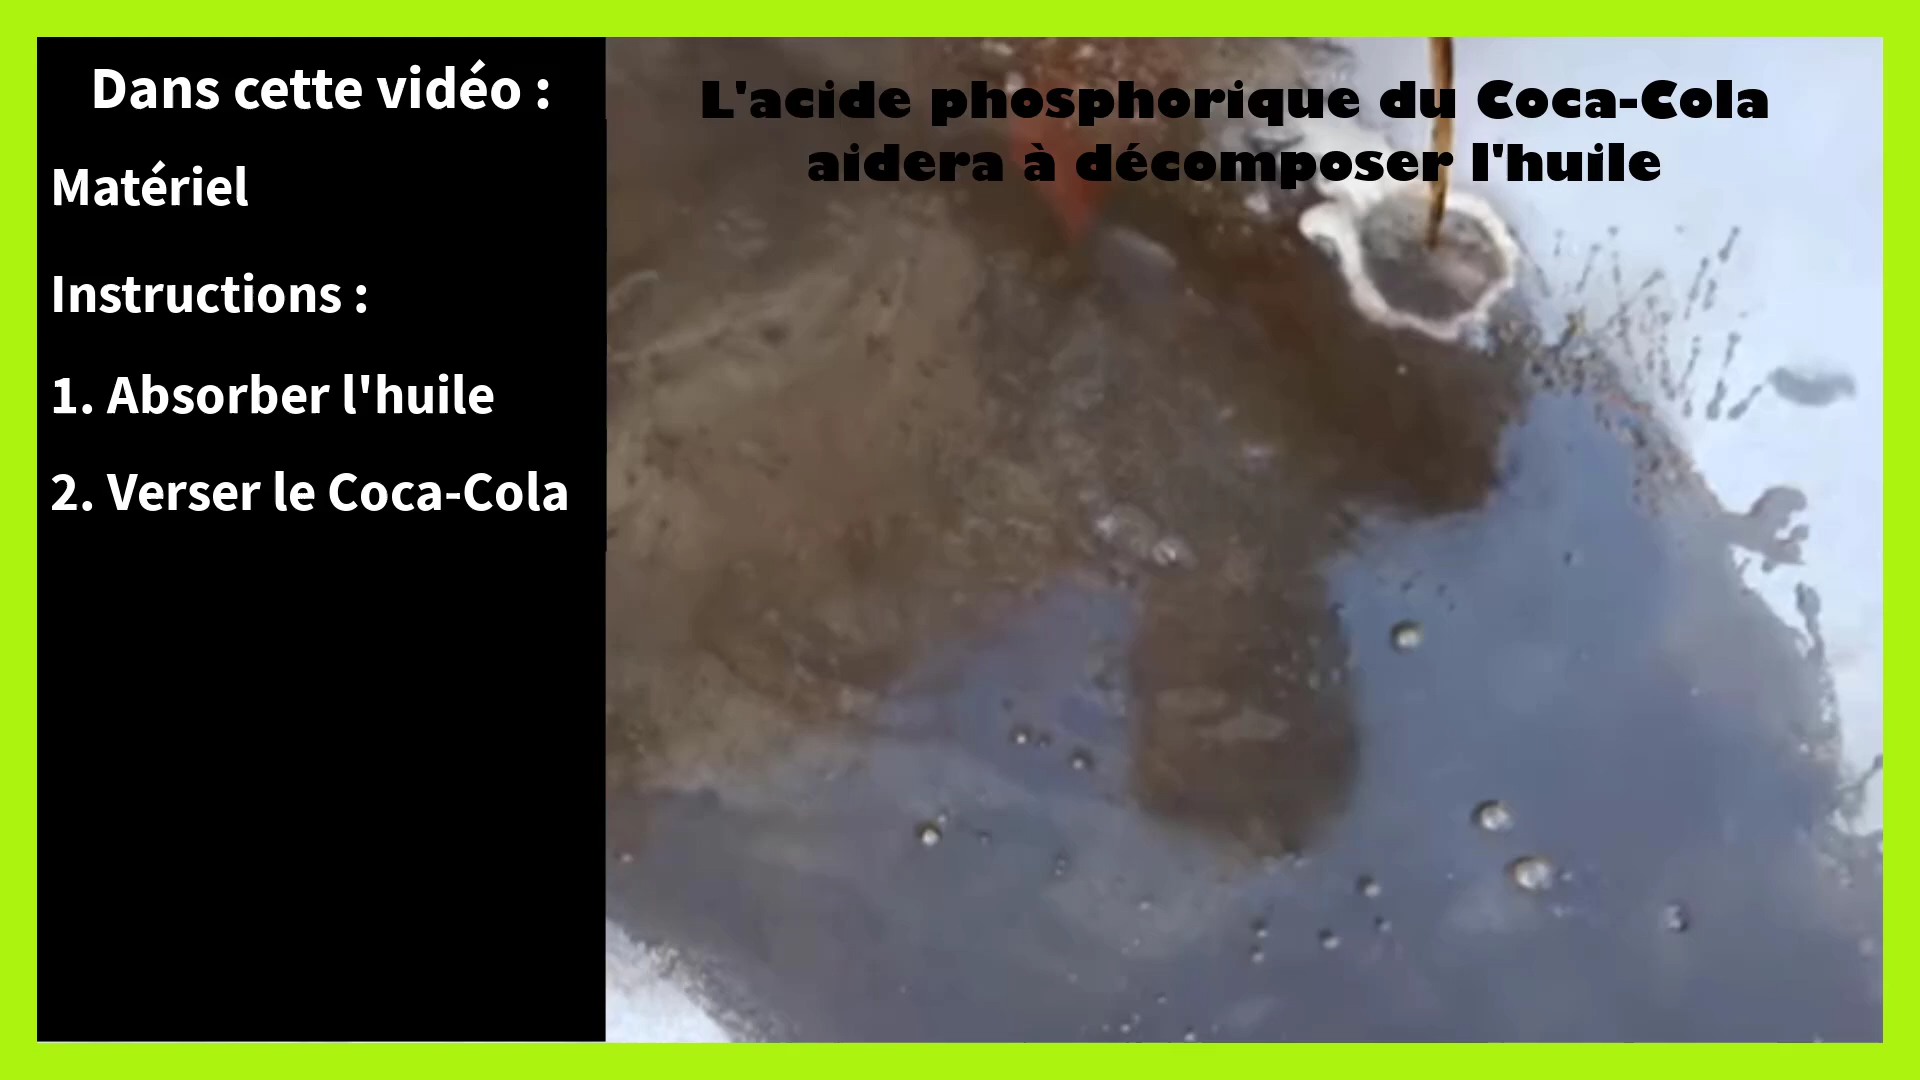 Dans cette vidéo :
Matériel
Instructions :
1. Absorber l'huile
2. Verser le Coca-Cola
L'acide phosphorique du Coca-Cola
aidera à décomposer l'huile